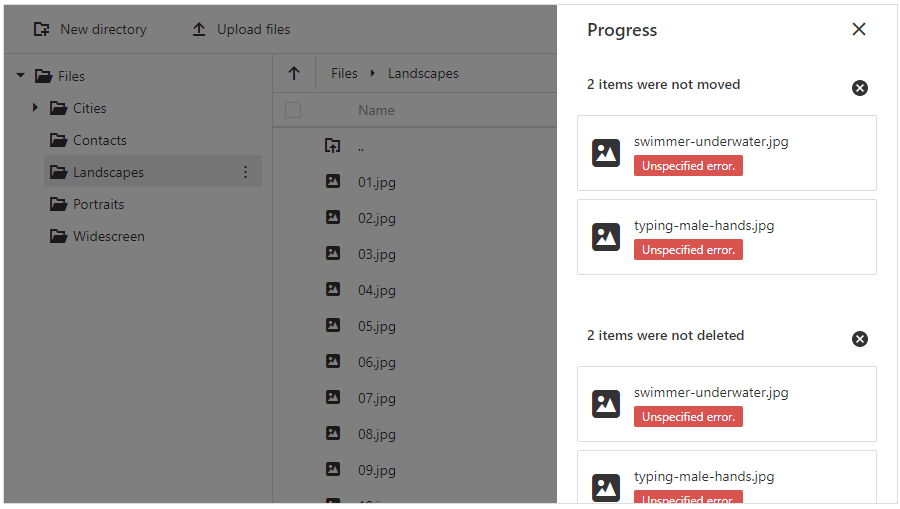 New directory
Upload files
Files
Cities
Contacts
Landscapes
Portraits
Widescreen
Files Landscapes
Name
..
01.jpg
02.jpg
03.jpg
04.jpg
05.jpg
06.jpg
07.jpg
08.jpg
09.jpg
Progress
2 items were not moved
swimmer-underwater.jpg
Unspecified error.
typing-male-hands.jpg
Unspecified error.
2 items were not deleted
swimmer-underwater.jpg
Unspecified error.
typing-male-hands.jpg
Unspecified error.